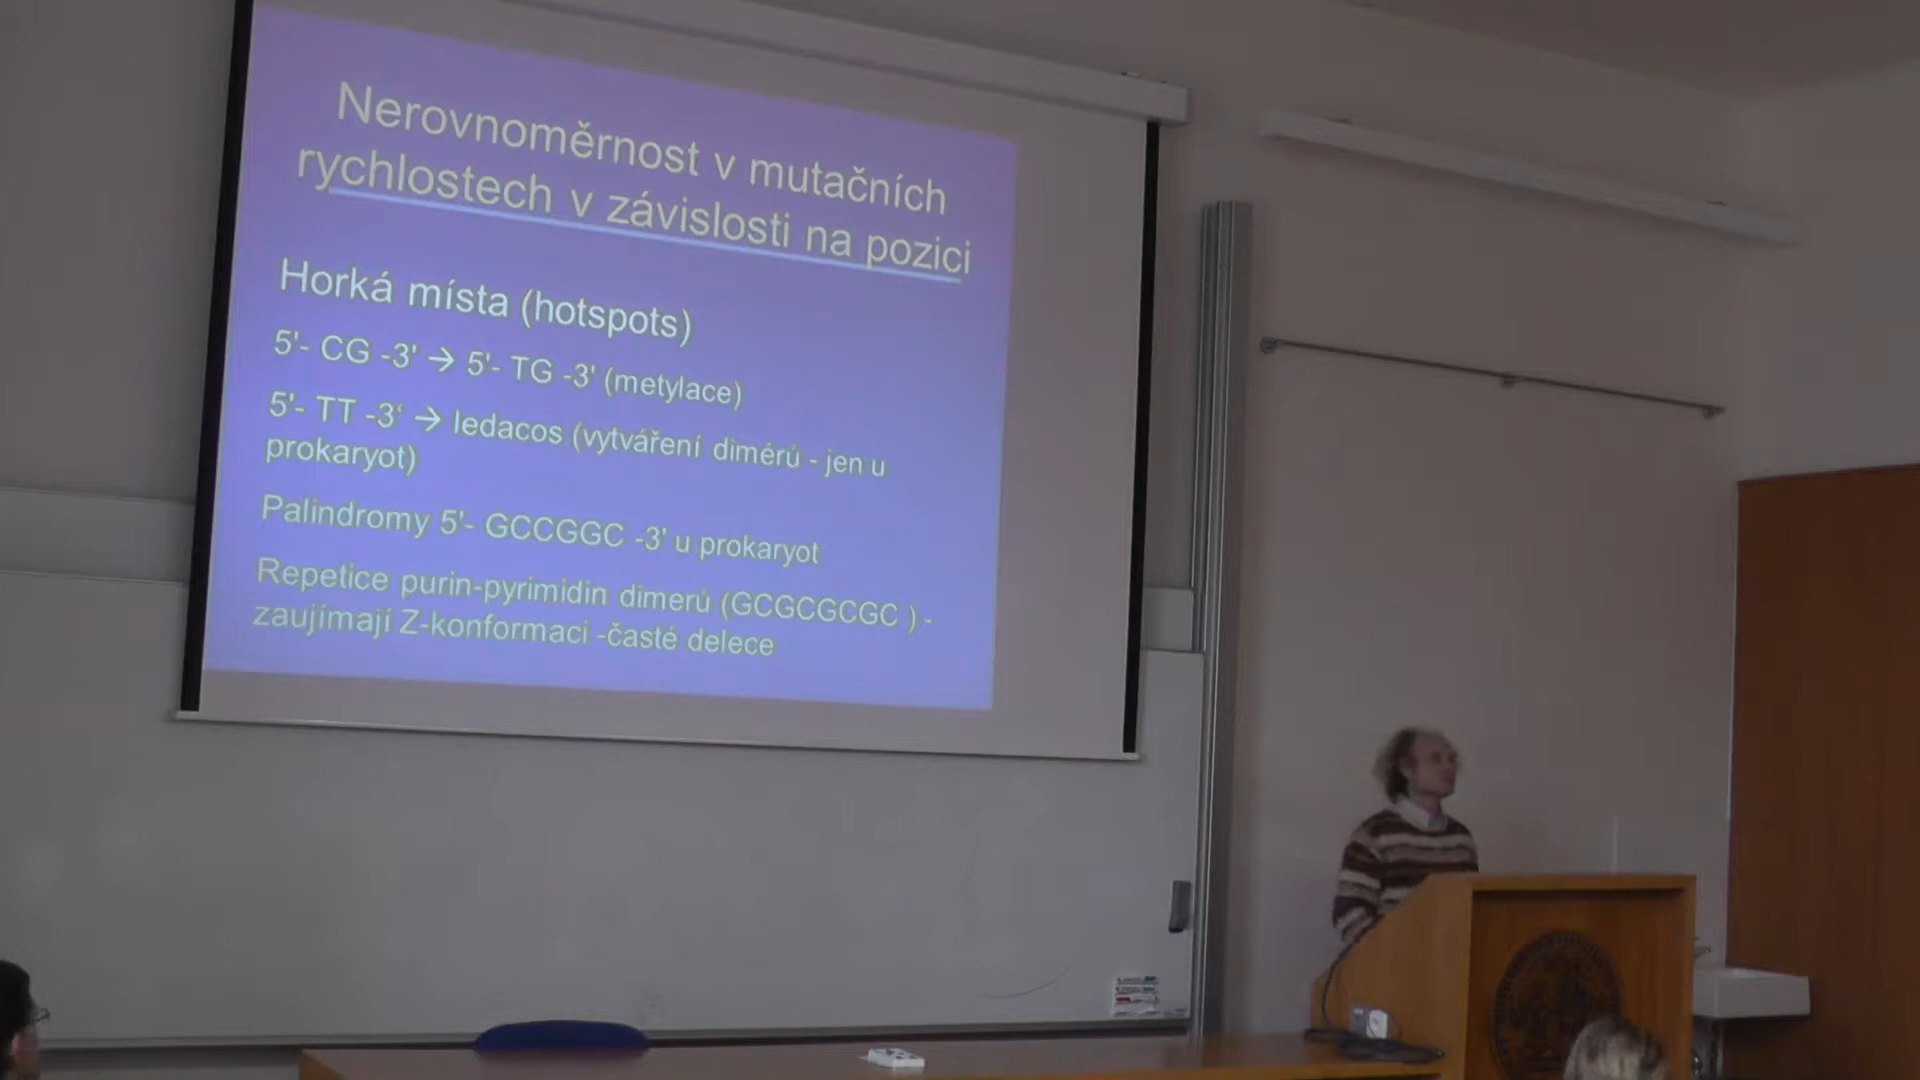 Nerovnoměrnost v mutačních
rychlostech v závislosti na pozici
Horká místa (hotspots)
5'- CG -3' → 5'- TG -3' (metylace)
5'- TT -3‘ → ledacos (vytváření dimérů - jen u
prokaryot)
Palindromy 5'- GCCGGC -3' u prokaryot
Repetice purin-pyrimidin dimerů (GCGCGCGC ) -
zaujímají Z-konformaci -časté delece